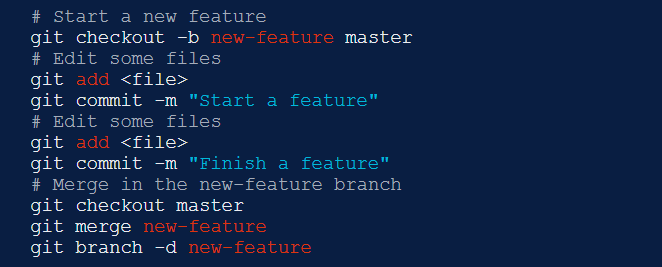 # Start a new feature
git checkout -b new-feature master
# Edit some files
git add <file>
git commit -m "Start a feature"
# Edit some files
git add <file>
git commit -m "Finish a feature"
# Merge in the new-feature branch
git checkout master
git merge new-feature
git branch -d new-feature